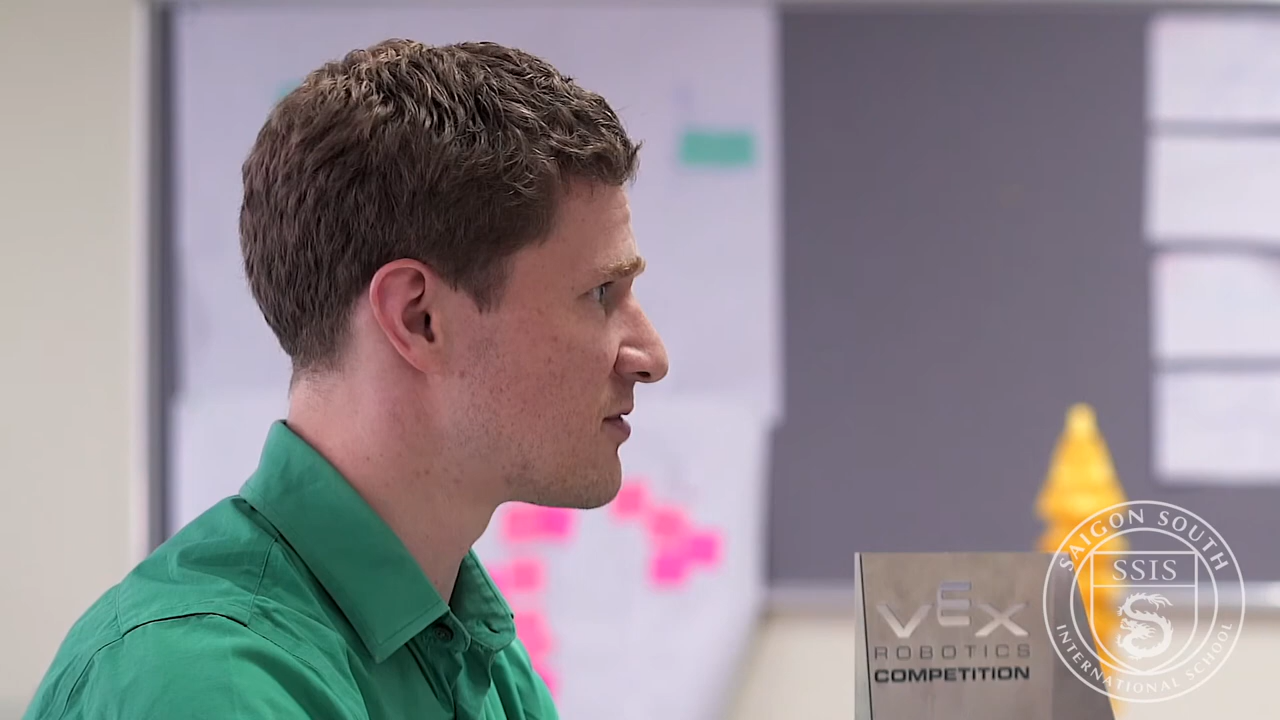 VEX
ROBOTICS
COMPETITION
SAIGON SOUTH
SSIS
INTERNATIONAL SCHOOL